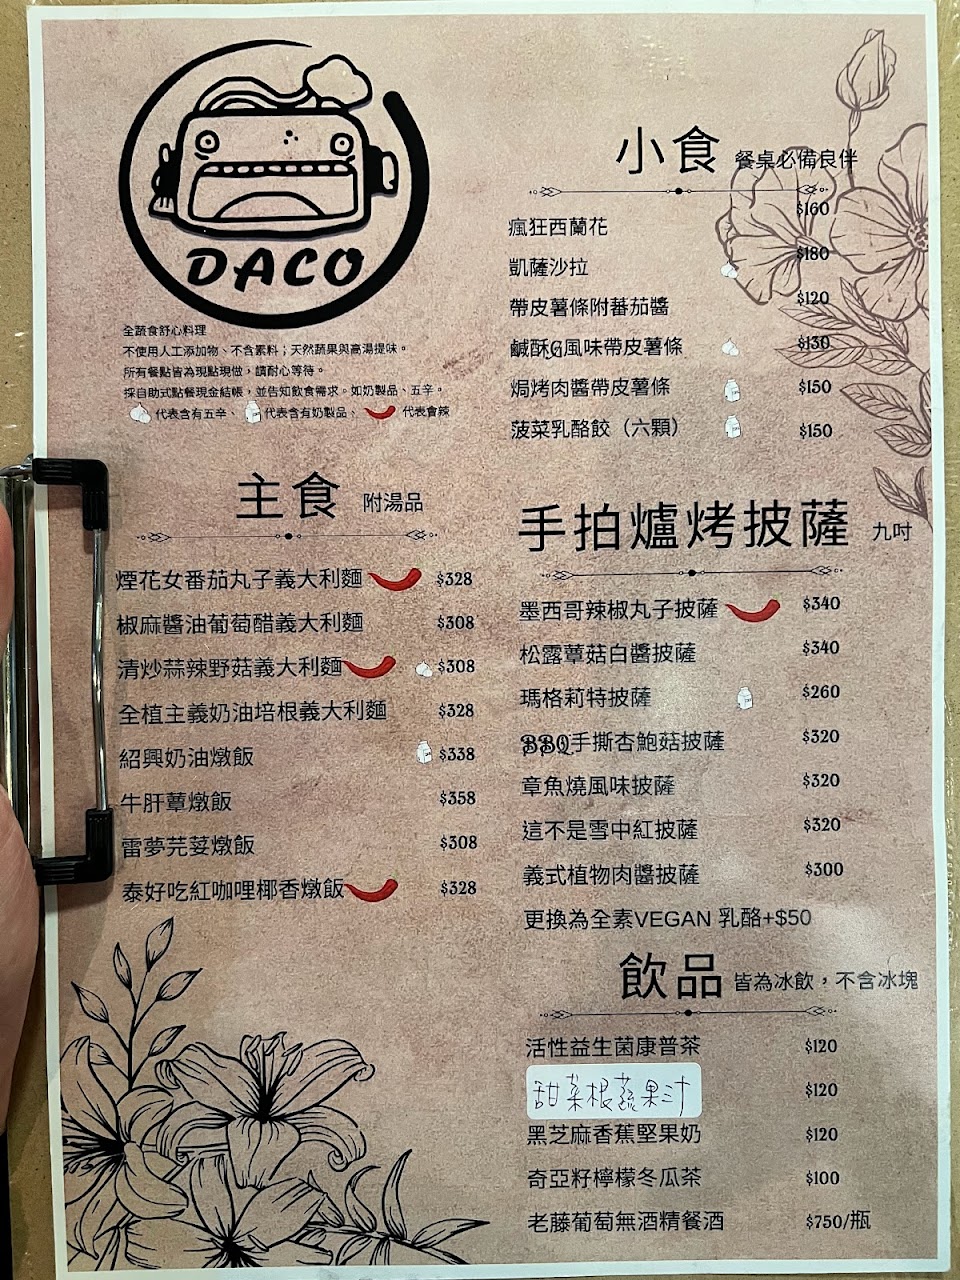 DACO
全蔬食舒心料理
不使用人工添加物、不含素料；天然蔬果與高湯提味。
所有餐點皆為現點現做，請耐心等待。
採自助式點餐現金結帳，並告知飲食需求。如奶製品、五辛。
代表含有五辛、 代表含有奶製品、 代表會辣
主食 附湯品
煙花女番茄丸子義大利麵 $328
椒麻醬油葡萄醋義大利麵 $308
清炒蒜辣野菇義大利麵 $308
全植主義奶油培根義大利麵 $328
紹興奶油燉飯 $338
牛肝蕈燉飯 $358
雷夢芫荽燉飯 $308
泰好吃紅咖哩椰香燉飯 $328
小食 餐桌必備良伴
瘋狂西蘭花 $160
凱薩沙拉 $180
帶皮薯條附蕃茄醬 $120
鹹酥G風味帶皮薯條 $130
焗烤肉醬帶皮薯條 $150
菠菜乳酪餃（六顆） $150
手拍爐烤披薩 九吋
墨西哥辣椒丸子披薩 $340
松露蕈菇白醬披薩 $340
瑪格莉特披薩 $260
BBQ手撕杏鮑菇披薩 $320
章魚燒風味披薩 $320
這不是雪中紅披薩 $320
義式植物肉醬披薩 $300
更換為全素VEGAN 乳酪+$50
飲品 皆為冰飲，不含冰塊
活性益生菌康普茶 $120
甜菜根蔬果汁 $120
黑芝麻香蕉堅果奶 $120
奇亞籽檸檬冬瓜茶 $100
老藤葡萄無酒精餐酒 $750/瓶